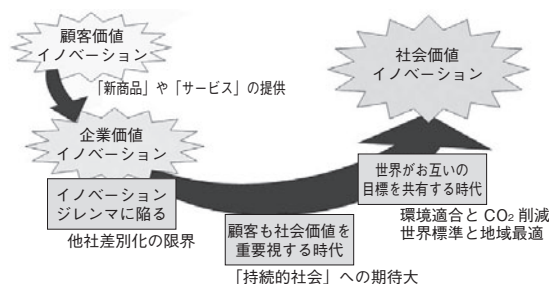 顧客価値
イノベーション
「新商品」や「サービス」の提供
企業価値
イノベーション
イノベーション
ジレンマに陥る
他社差別化の限界
顧客も社会価値を
重要視する時代
「持続的社会」への期待大
社会価値
イノベーション
世界がお互いの
目標を共有する時代
環境適合と CO₂ 削減
世界標準と地域最適